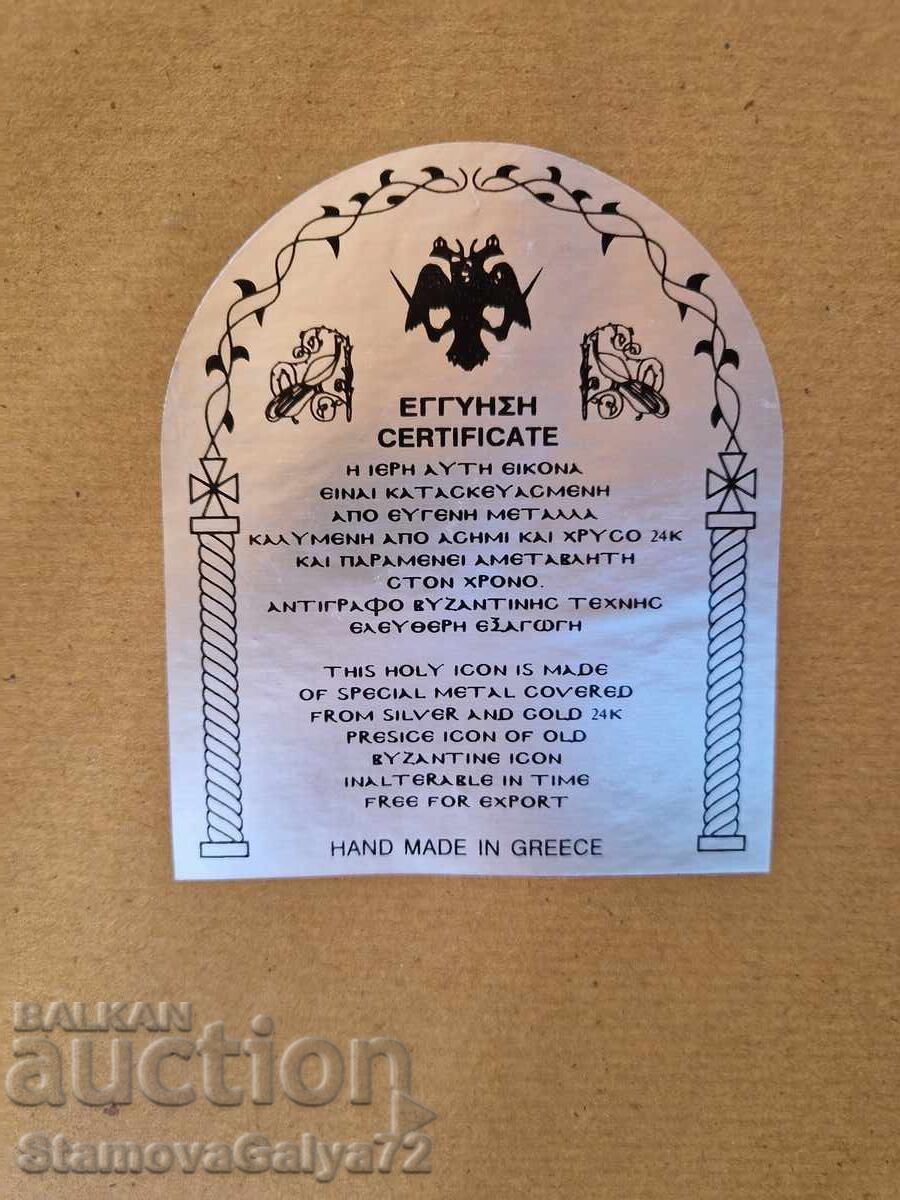 ΕΓΓΥΗΣΗ
CERTIFICATE
Η ΙΕΡΗ ΑΥΤΗ ΕΙΚΟΝΑ
ΕΙΝΑΙ ΚΑΤΑΣΚΕΥΑΣΜΕΝΗ
ΑΠΟ ΕΥΓΕΝΗ ΜΕΤΑΛΛΑ
ΚΑΛΥΜΕΝΗ ΑΠΟ ΑΣΗΜΙ ΚΑΙ ΧΡΥΣΟ 24Κ
ΚΑΙ ΠΑΡΑΜΕΝΕΙ ΑΜΕΤΑΒΛΗΤΗ
ΣΤΟΝ ΧΡΟΝΟ.
ΑΝΤΙΓΡΑΦΟ ΒΥΖΑΝΤΙΝΗΣ ΤΕΧΝΗΣ
ΕΛΕΥΘΕΡΗ ΕΞΑΓΩΓΗ
THIS HOLY ICON IS MADE
OF SPECIAL METAL COVERED
FROM SILVER AND GOLD 24K
PRESICE ICON OF OLD
BYZANTINE ICON
INALTERABLE IN TIME
FREE FOR EXPORT
HAND MADE IN GREECE
BALKAN
auction
StamovaGalya72